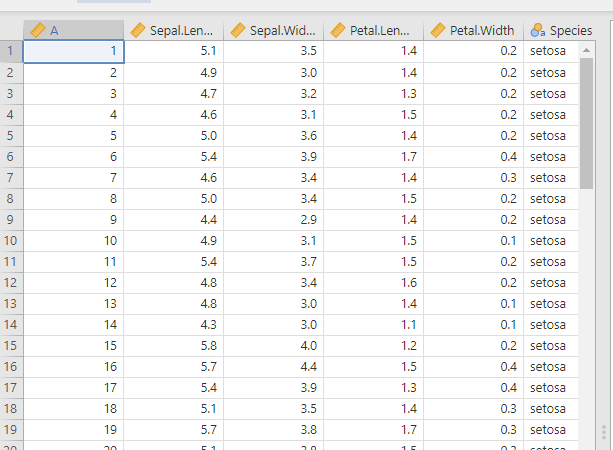 A Sepal.Len... Sepal.Wid... Petal.Len... Petal.Width Species
1 1 5.1 3.5 1.4 0.2 setosa
2 2 4.9 3.0 1.4 0.2 setosa
3 3 4.7 3.2 1.3 0.2 setosa
4 4 4.6 3.1 1.5 0.2 setosa
5 5 5.0 3.6 1.4 0.2 setosa
6 6 5.4 3.9 1.7 0.4 setosa
7 7 4.6 3.4 1.4 0.3 setosa
8 8 5.0 3.4 1.5 0.2 setosa
9 9 4.4 2.9 1.4 0.2 setosa
10 10 4.9 3.1 1.5 0.1 setosa
11 11 5.4 3.7 1.5 0.2 setosa
12 12 4.8 3.4 1.6 0.2 setosa
13 13 4.8 3.0 1.4 0.1 setosa
14 14 4.3 3.0 1.1 0.1 setosa
15 15 5.8 4.0 1.2 0.2 setosa
16 16 5.7 4.4 1.5 0.4 setosa
17 17 5.4 3.9 1.3 0.4 setosa
18 18 5.1 3.5 1.4 0.3 setosa
19 19 5.7 3.8 1.7 0.3 setosa
20 20 5.1 3.8 1.5 0.3 setosa